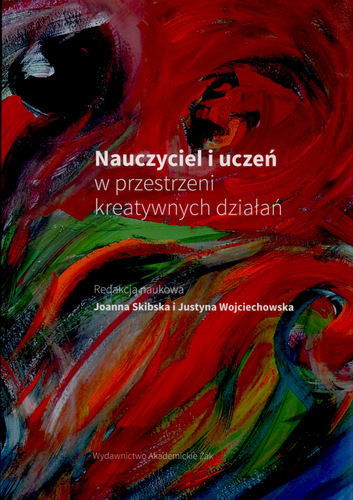 Nauczyciel i uczeń
w przestrzeni
kreatywnych działań
Redakcja naukowa
Joanna Skibska i Justyna Wojciechowska
Wydawnictwo Akademickie Żak